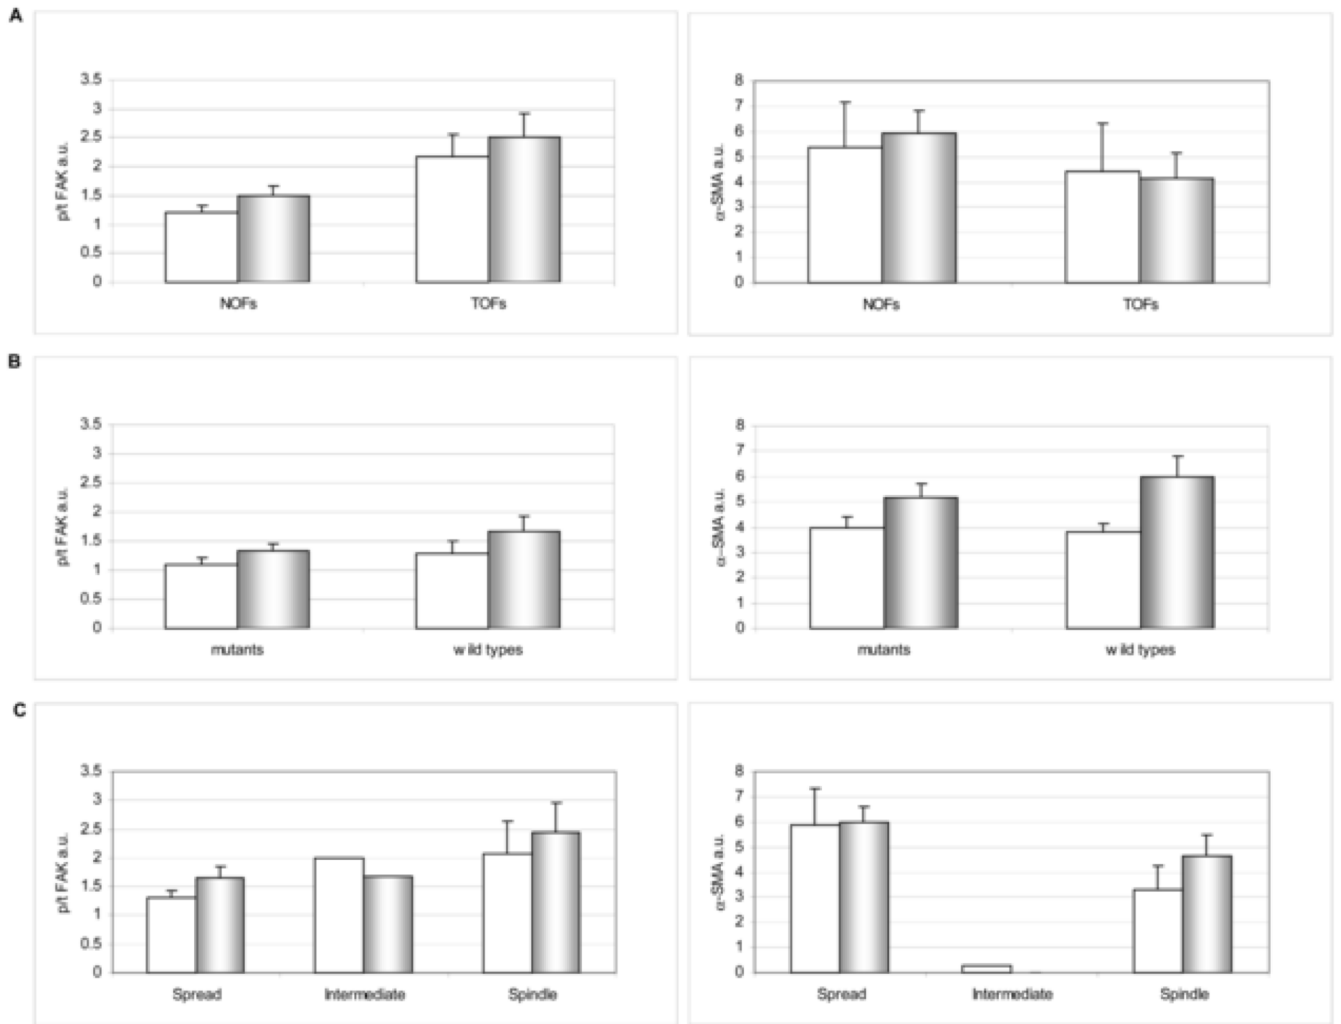 A
3.5
3
2.5
2
1.5
1
0.5
0
p/t FAK a.u.
NOFs
TOFs
8
7
6
5
4
3
2
1
0
α-SMA a.u.
NOFs
TOFs
B
3.5
3
2.5
2
1.5
1
0.5
0
p/t FAK a.u.
mutants
wild types
8
7
6
5
4
3
2
1
0
α-SMA a.u.
mutants
wild types
C
3.5
3
2.5
2
1.5
1
0.5
0
p/t FAK a.u.
Spread
Intermediate
Spindle
8
7
6
5
4
3
2
1
0
α-SMA a.u.
Spread
Intermediate
Spindle